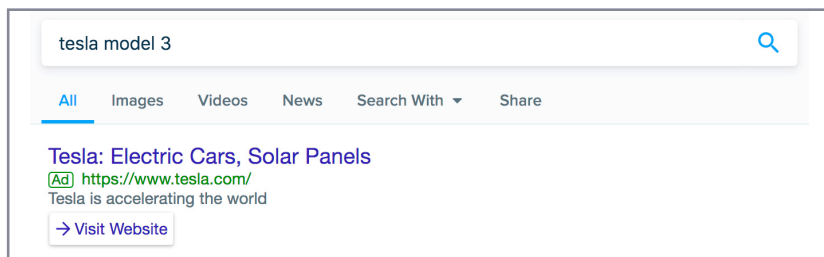 tesla model 3
All Images Videos News Search With Share
Tesla: Electric Cars, Solar Panels
Ad https://www.tesla.com/
Tesla is accelerating the world
→ Visit Website